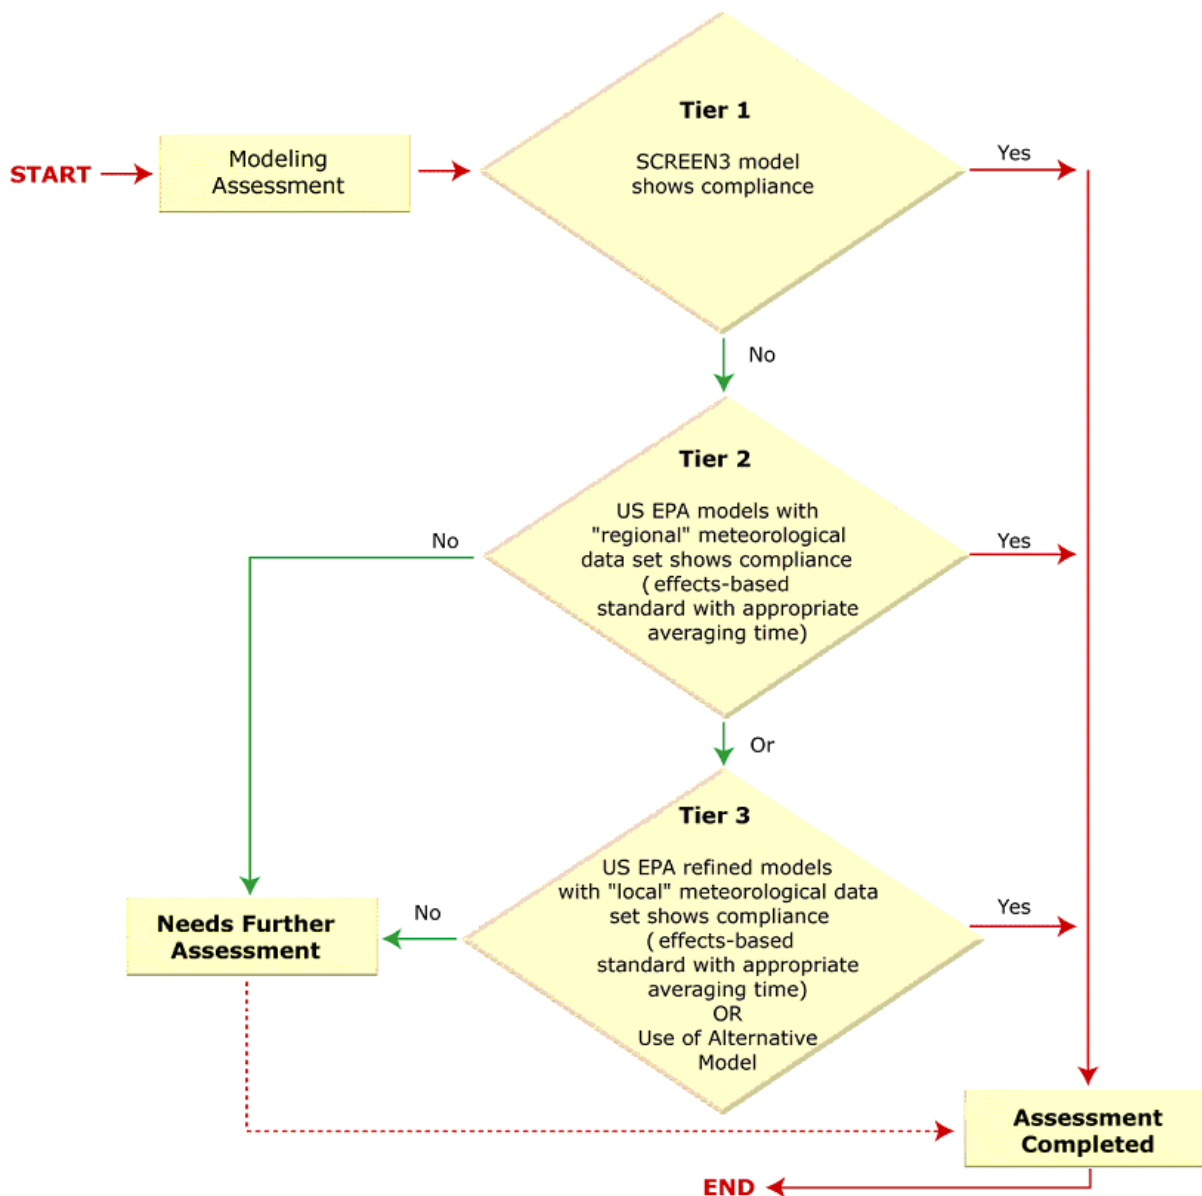 Tier 1
SCREEN3 model
shows compliance
Yes
START
Modeling
Assessment
No
Tier 2
US EPA models with
"regional" meteorological
data set shows compliance
( effects-based
standard with appropriate
averaging time)
No
Yes
Or
Tier 3
US EPA refined models
with "local" meteorological data
set shows compliance
( effects-based
standard with appropriate
averaging time)
OR
Use of Alternative
Model
No
Yes
Needs Further
Assessment
Assessment
Completed
END